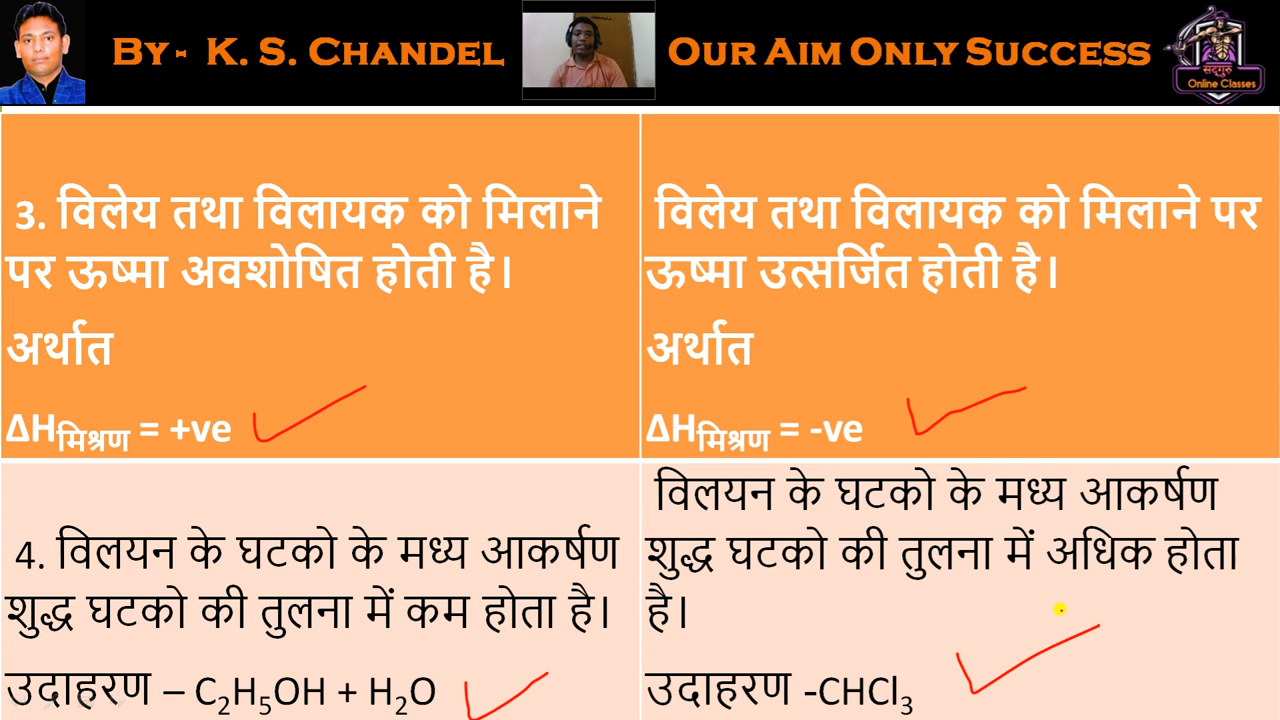 By - K. S. Chandel
Our Aim Only Success
सद्गुरु
Online Classes
3. विलेय तथा विलायक को मिलाने
पर ऊष्मा अवशोषित होती है।
अर्थात
ΔHमिश्रण = +ve
विलेय तथा विलायक को मिलाने पर
ऊष्मा उत्सर्जित होती है।
अर्थात
ΔHमिश्रण = -ve
4. विलयन के घटको के मध्य आकर्षण
शुद्ध घटको की तुलना में कम होता है।
उदाहरण – C₂H₅OH + H₂O
विलयन के घटको के मध्य आकर्षण
शुद्ध घटको की तुलना में अधिक होता
है।
उदाहरण -CHCl₃